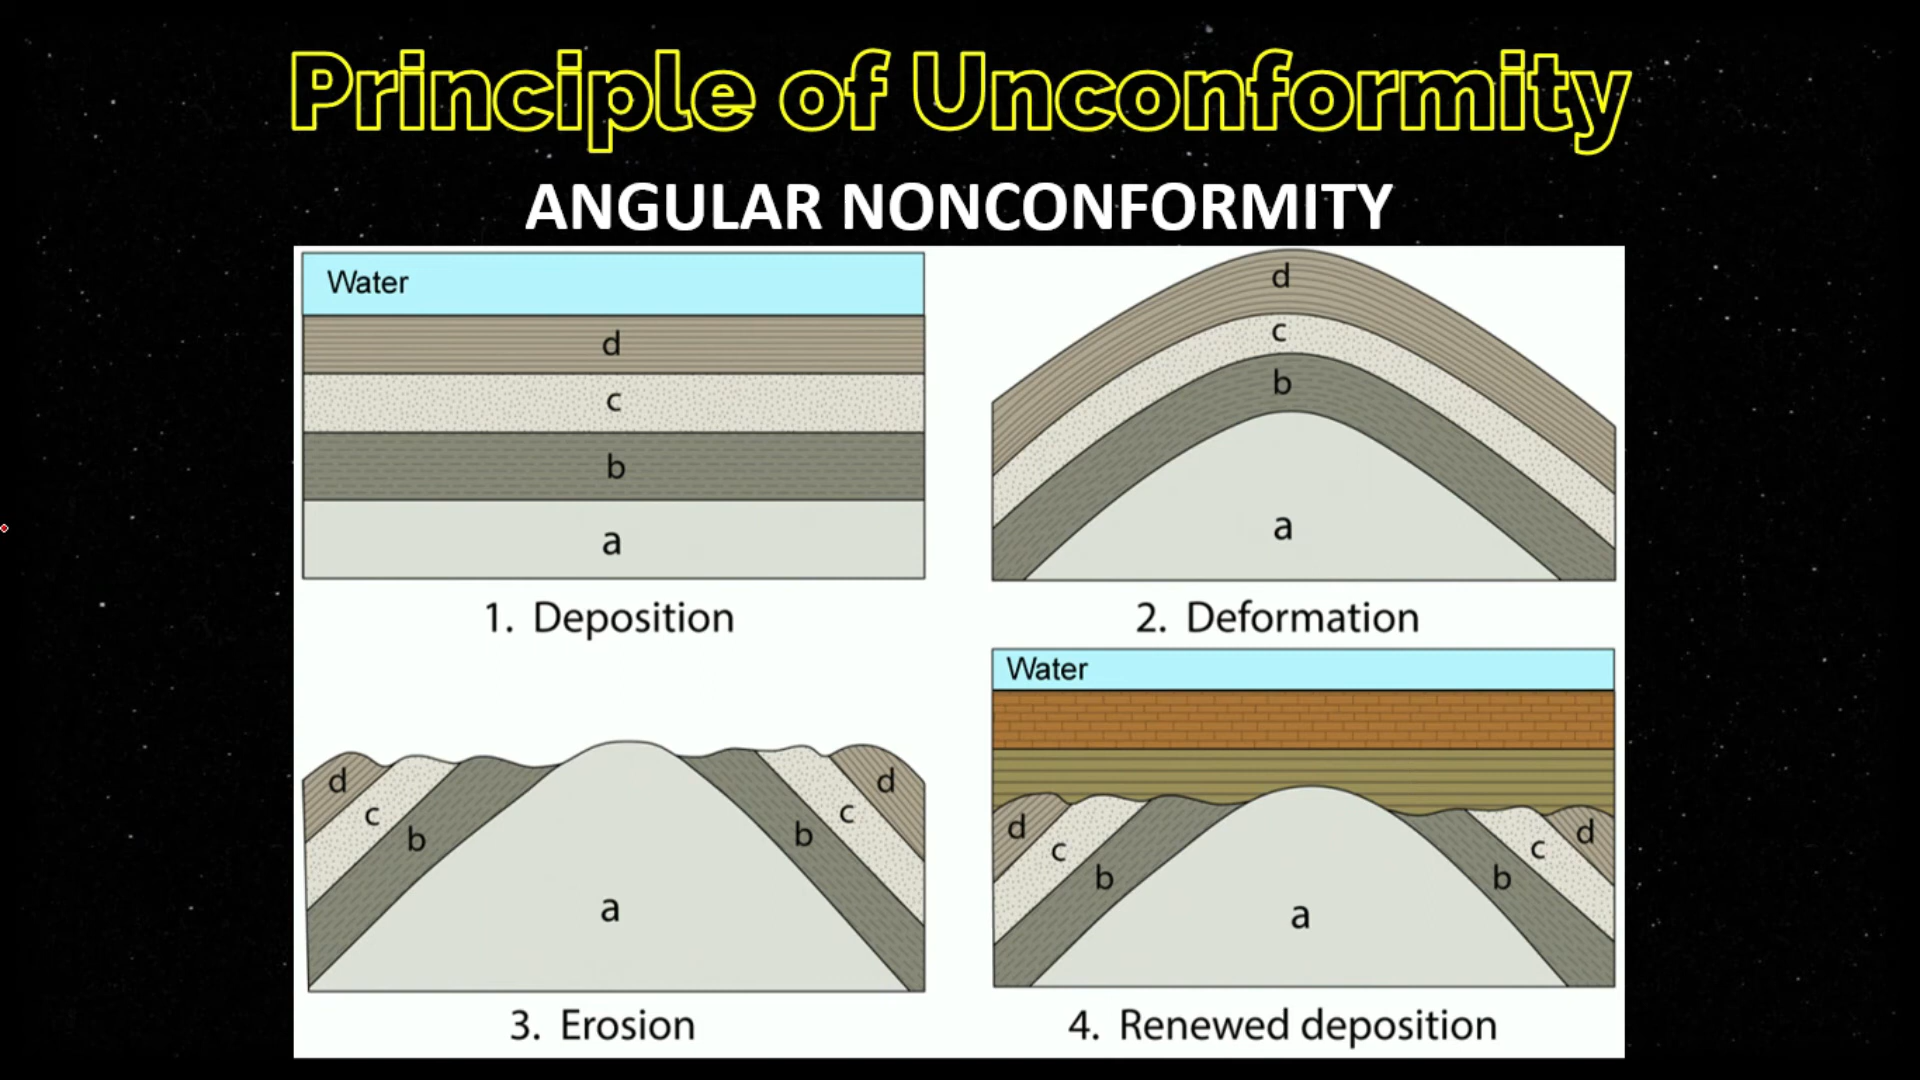 Principle of Unconformity
ANGULAR NONCONFORMITY
Water
d
c
b
a
1. Deposition
d
c
b
a
2. Deformation
d
c
b
a
b
c
d
3. Erosion
Water
d
c
b
a
b
c
d
4. Renewed deposition